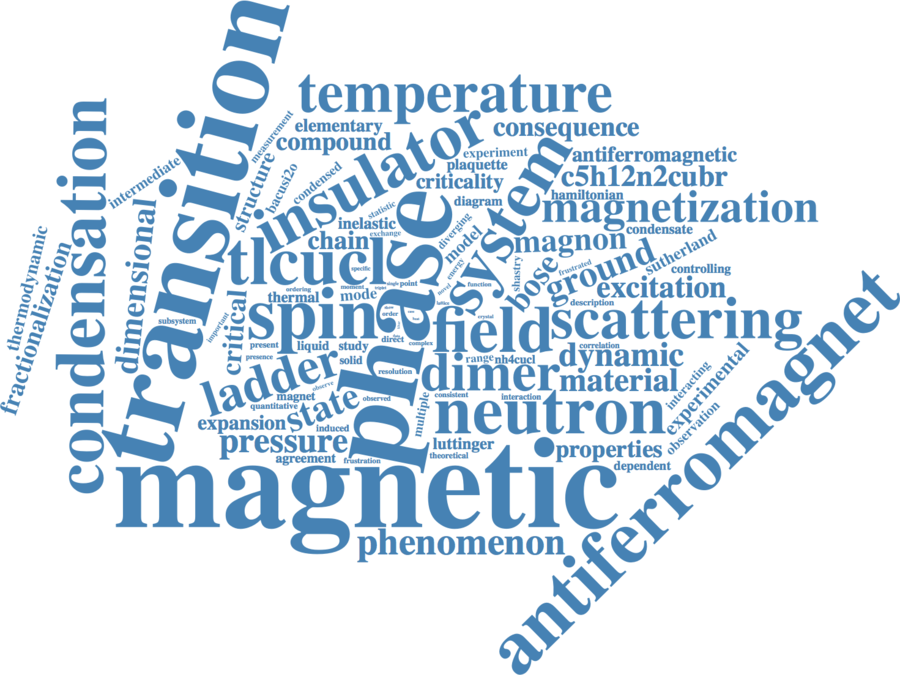 transition
temperature
condensation
elementary
consequence
compound
insulator
measurement
intermediate
structure
bacusi2o
condensed
experiment
plaquette
criticality
diagram
system
antiferromagnetic
c5h12n2cubr
hamiltonian
magnetization
condensate
statistic
inelastic
exchange
chain
phase
diverging
model
magnon
sutherland
thermodynamic
fractionalization
dimensional
tlcucl
specific
energy
shastry
bose
frustrated
ground
controlling
excitation
critical
ordering
thermal
moment
mode
single
point
novel
function
lattice
description
subsystem
important
spin
order
direct
complex
crystal
field
scattering
antiferromagnet
present
liquid
study
correlation
presence
solid
range
nh4cucl
dynamic
ladder
resolution
dimer
material
magnet
observe
observed
consistent
interaction
interacting
experimental
quantitative
state
multiple
neutron
observation
expansion
induced
pressure
luttinger
properties
agreement
frustration
theoretical
dependent
magnetic
phenomenon